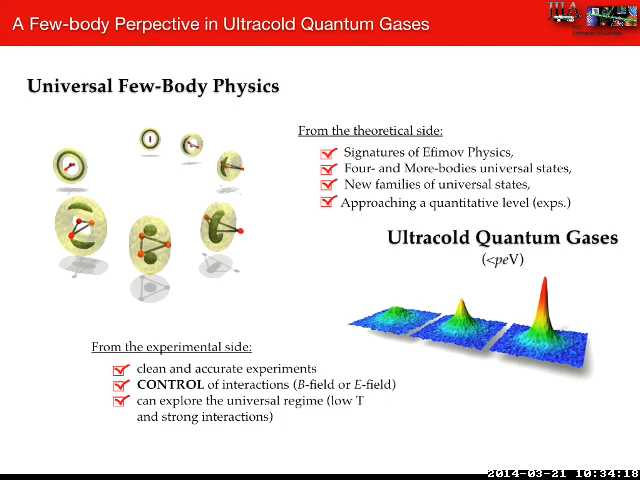 A Few-body Perpective in Ultracold Quantum Gases
JILA
Universal Few-Body Physics
From the theoretical side:
Signatures of Efimov Physics,
Four- and More-bodies universal states,
New families of universal states,
Approaching a quantitative level (exps.)
Ultracold Quantum Gases
(<peV)
From the experimental side:
clean and accurate experiments
CONTROL of interactions (B-field or E-field)
can explore the universal regime (low T
and strong interactions)
2014-03-21 10:34:18